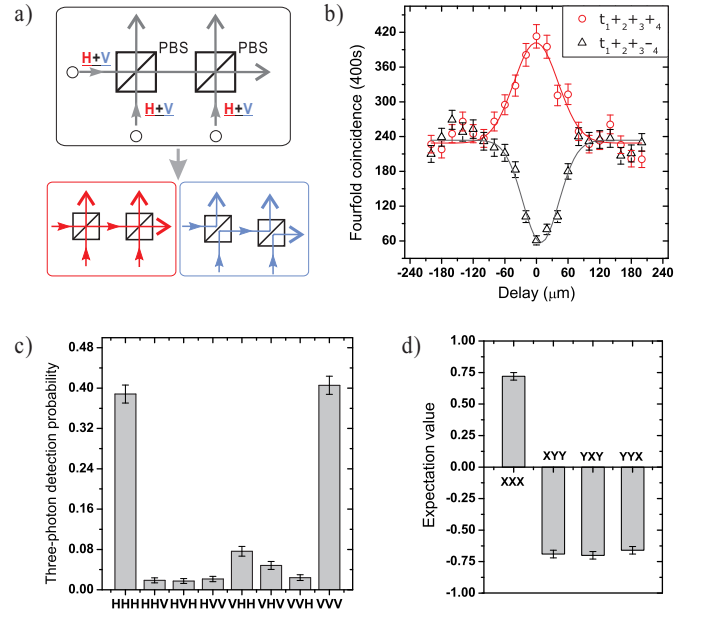 a)
PBS
PBS
H+V
H+V
H+V
b)
Fourfold coincidence (400s)
420
360
300
240
180
120
60
-240
-180
-120
-60
0
60
120
180
240
Delay (μm)
t₁+₂+₃+₄
t₁+₂+₃-₄
c)
Three-photon detection probability
0.48
0.40
0.32
0.24
0.16
0.08
0.00
HHH
HHV
HVH
HVV
VHH
VHV
VVH
VVV
d)
Expectation value
1.00
0.75
0.50
0.25
0.00
-0.25
-0.50
-0.75
-1.00
XXX
XYY
YXY
YYX